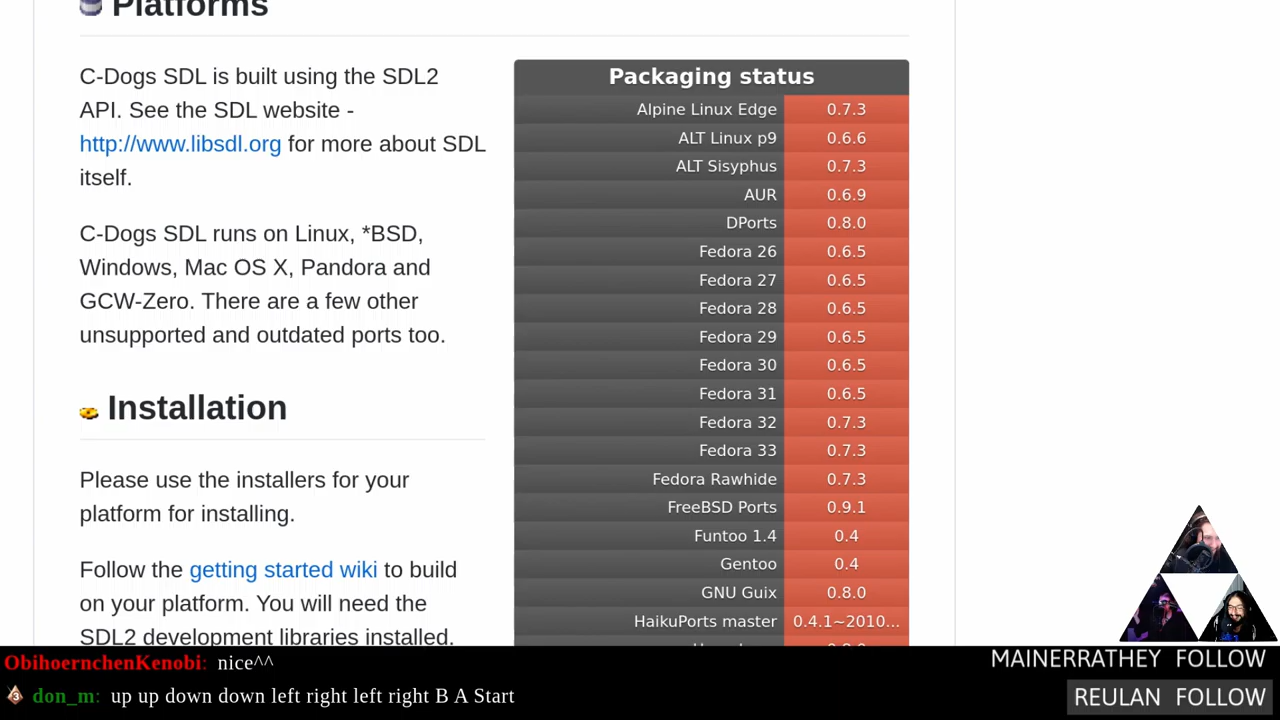 Platforms
C-Dogs SDL is built using the SDL2
API. See the SDL website -
http://www.libsdl.org for more about SDL
itself.
C-Dogs SDL runs on Linux, *BSD,
Windows, Mac OS X, Pandora and
GCW-Zero. There are a few other
unsupported and outdated ports too.
Installation
Please use the installers for your
platform for installing.
Follow the getting started wiki to build
on your platform. You will need the
SDL2 development libraries installed.
Packaging status
Alpine Linux Edge 0.7.3
ALT Linux p9 0.6.6
ALT Sisyphus 0.7.3
AUR 0.6.9
DPorts 0.8.0
Fedora 26 0.6.5
Fedora 27 0.6.5
Fedora 28 0.6.5
Fedora 29 0.6.5
Fedora 30 0.6.5
Fedora 31 0.6.5
Fedora 32 0.7.3
Fedora 33 0.7.3
Fedora Rawhide 0.7.3
FreeBSD Ports 0.9.1
Funtoo 1.4 0.4
Gentoo 0.4
GNU Guix 0.8.0
HaikuPorts master 0.4.1~2010...
ObihoernchenKenobi: nice^^
don_m: up up down down left right left right B A Start
MAINERRATHEY FOLLOW
REULAN FOLLOW